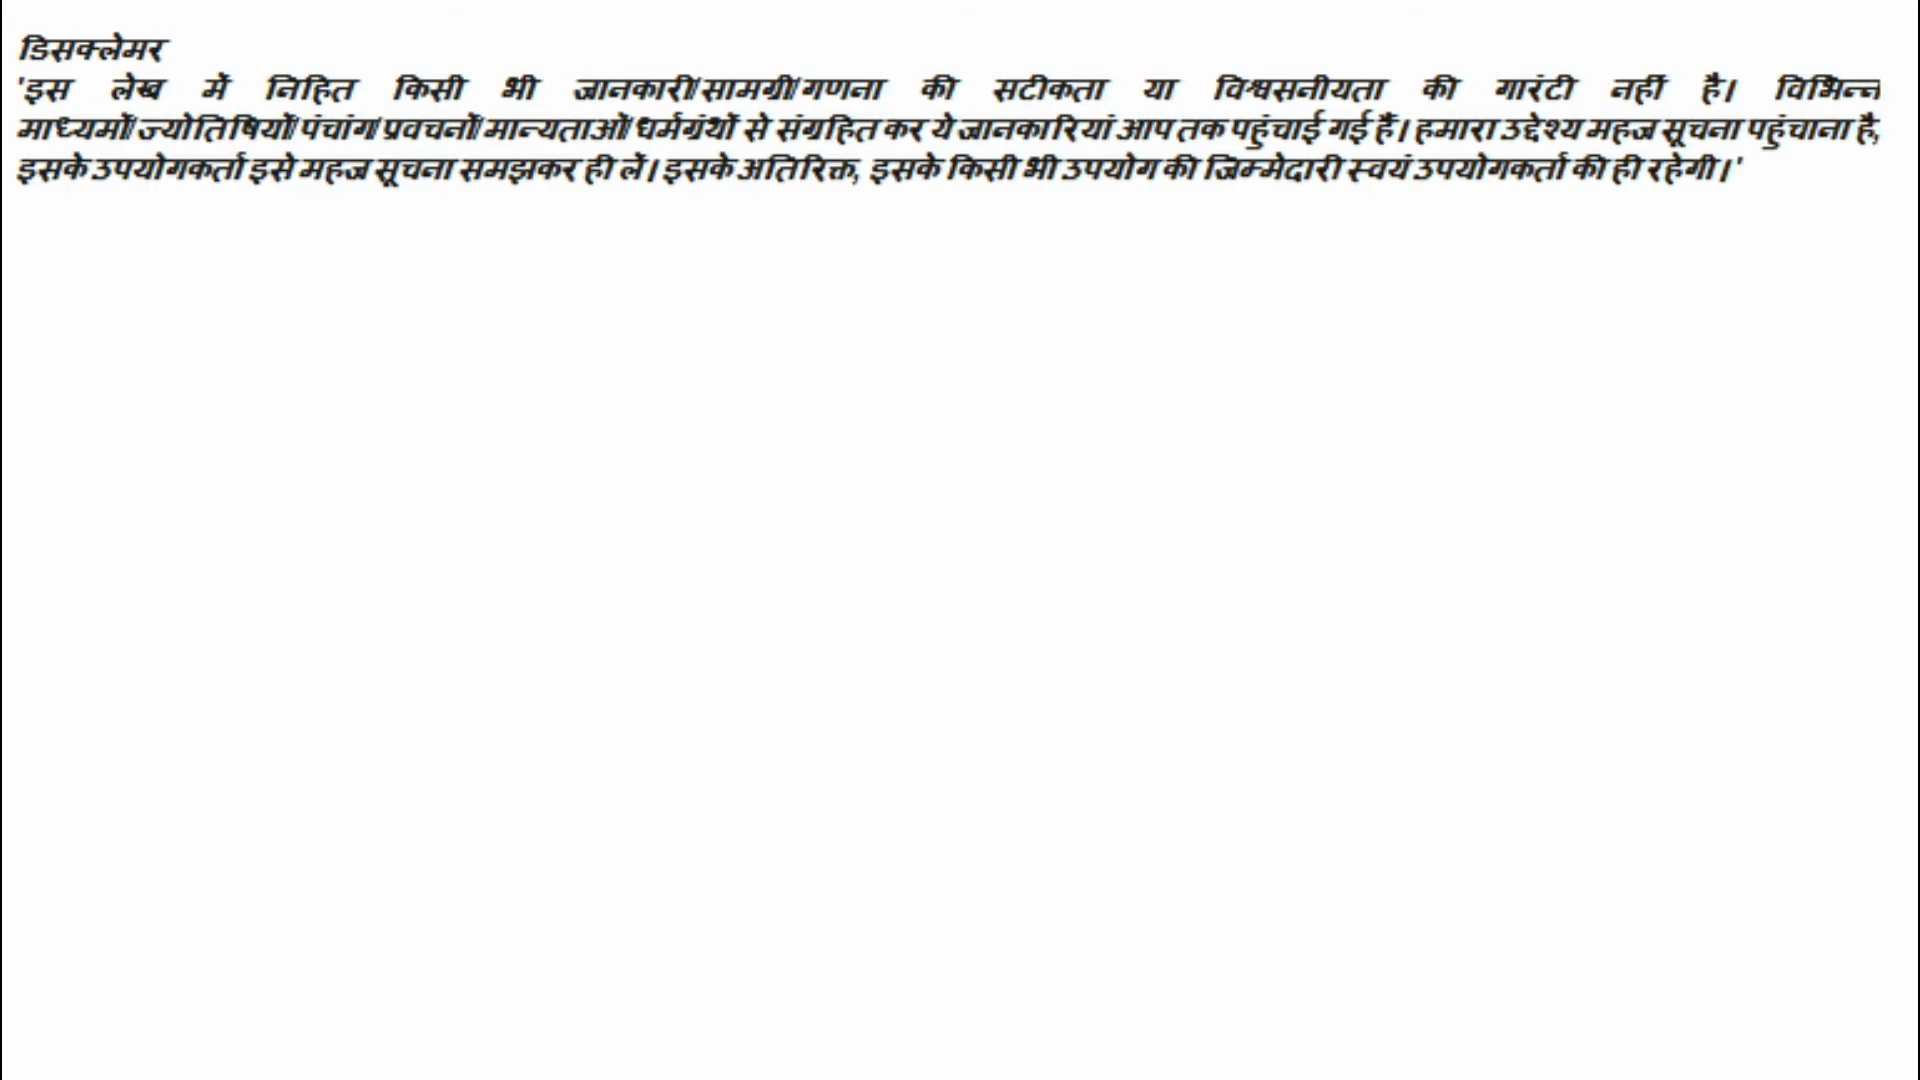 डिसक्लेमर
'इस लेख में निहित किसी भी जानकारी/सामग्री/गणना की सटीकता या विश्वसनीयता की गारंटी नहीं है। विभिन्न
माध्यमों/ज्योतिषियों/पंचांग/प्रवचनों/मान्यताओं/धर्मग्रंथों से संग्रहित कर ये जानकारियां आप तक पहुंचाई गई हैं। हमारा उद्देश्य महज सूचना पहुंचाना है,
इसके उपयोगकर्ता इसे महज सूचना समझकर ही लें। इसके अतिरिक्त, इसके किसी भी उपयोग की जिम्मेदारी स्वयं उपयोगकर्ता की ही रहेगी।'